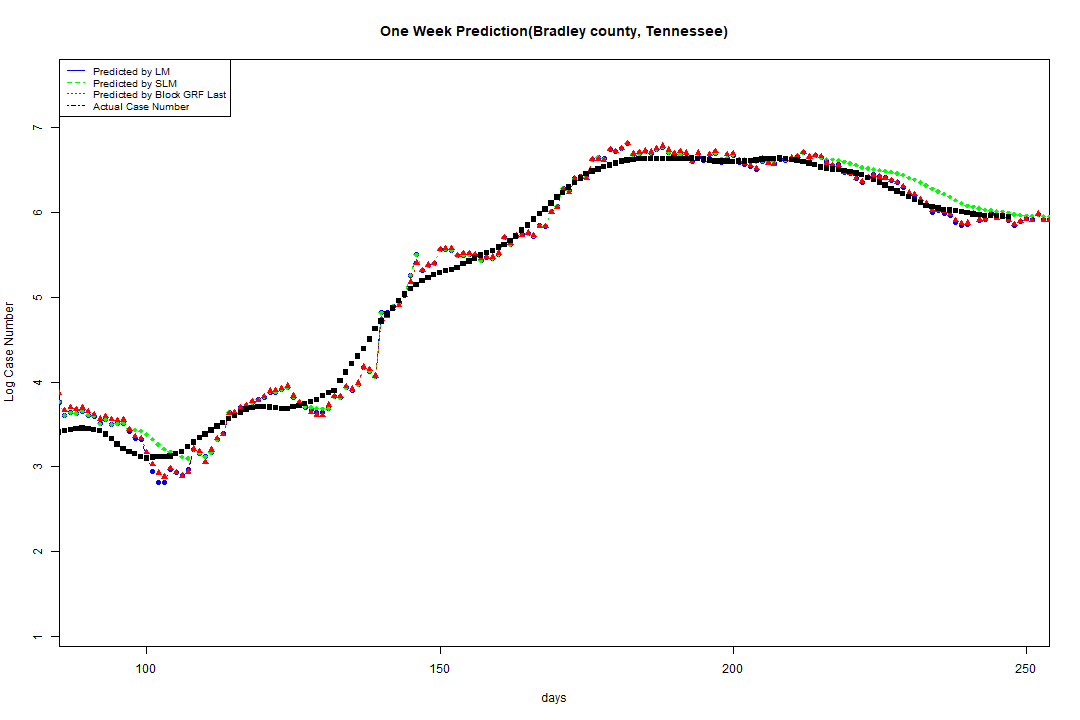 One Week Prediction(Bradley county, Tennessee)
Predicted by LM
Predicted by SLM
Predicted by Block GRF Last
Actual Case Number
7
6
5
4
3
2
1
Log Case Number
100 150 200 250
days